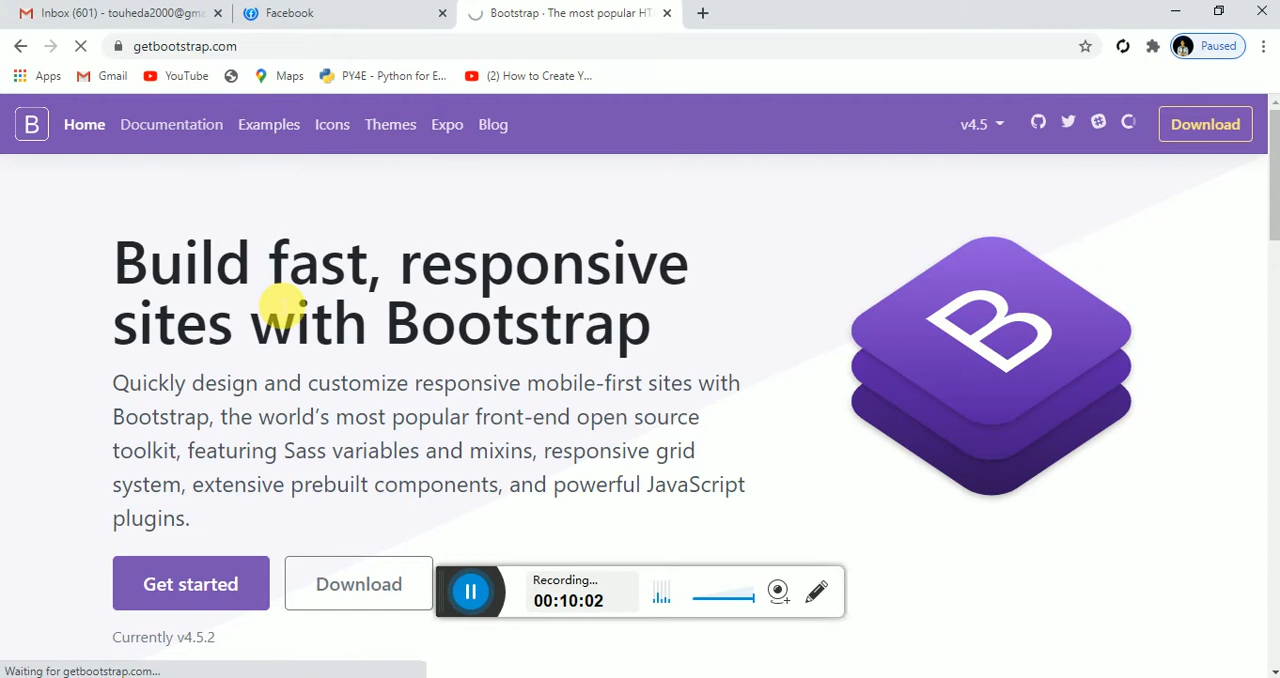 Inbox (601) - touheda2000@gma
Facebook
Bootstrap · The most popular HT
getbootstrap.com
Paused
Apps
Gmail
YouTube
Maps
PY4E - Python for E...
(2) How to Create Y...
B
Home
Documentation
Examples
Icons
Themes
Expo
Blog
v4.5
Download
Build fast, responsive
sites with Bootstrap
B
Quickly design and customize responsive mobile-first sites with
Bootstrap, the world’s most popular front-end open source
toolkit, featuring Sass variables and mixins, responsive grid
system, extensive prebuilt components, and powerful JavaScript
plugins.
Get started
Download
Recording...
00:10:02
Currently v4.5.2
Waiting for getbootstrap.com...